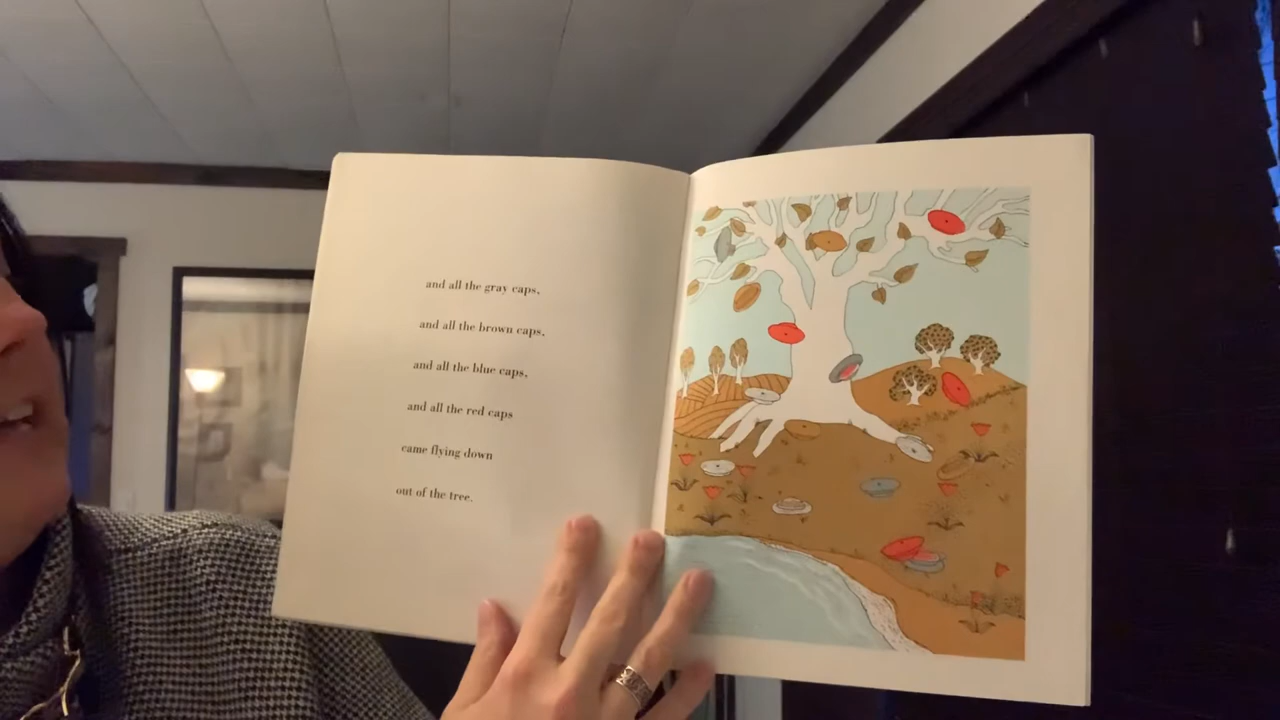 and all the gray caps,
and all the brown caps,
and all the blue caps,
and all the red caps
came flying down
out of the tree.